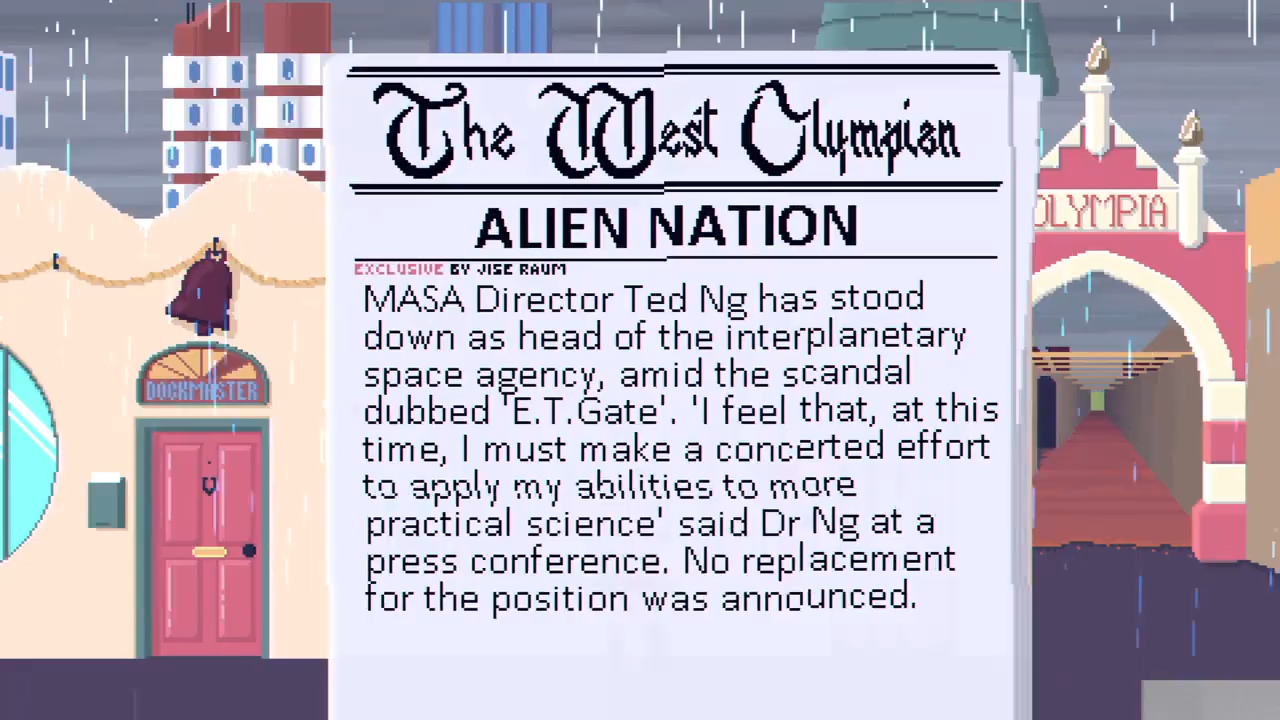 The West Olympian
ALIEN NATION
EXCLUSIVE BY JISE RAUM
MASA Director Ted Ng has stood
down as head of the interplanetary
space agency, amid the scandal
dubbed 'E.T.Gate'. 'I feel that, at this
time, I must make a concerted effort
to apply my abilities to more
practical science' said Dr Ng at a
press conference. No replacement
for the position was announced.
DOCKMASTER
OLYMPIA